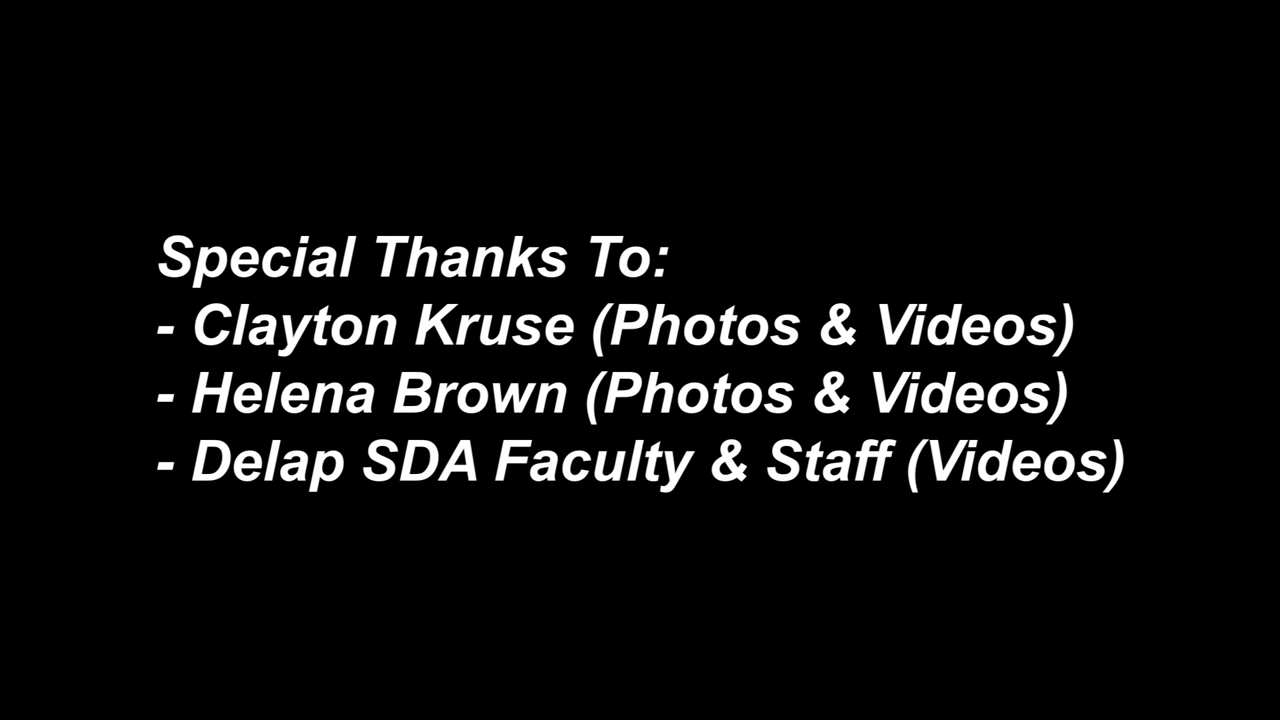 Special Thanks To:
- Clayton Kruse (Photos & Videos)
- Helena Brown (Photos & Videos)
- Delap SDA Faculty & Staff (Videos)